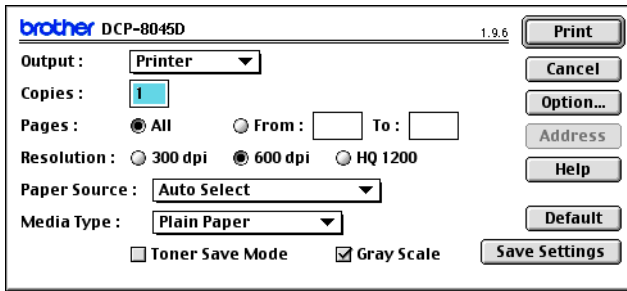 brother DCP-8045D 1.9.6 Print
Output : Printer Cancel
Copies : 1 Option...
Pages : All From : To : Address
Resolution : 300 dpi 600 dpi HQ 1200 Help
Paper Source : Auto Select
Media Type : Plain Paper Default
Toner Save Mode Gray Scale Save Settings